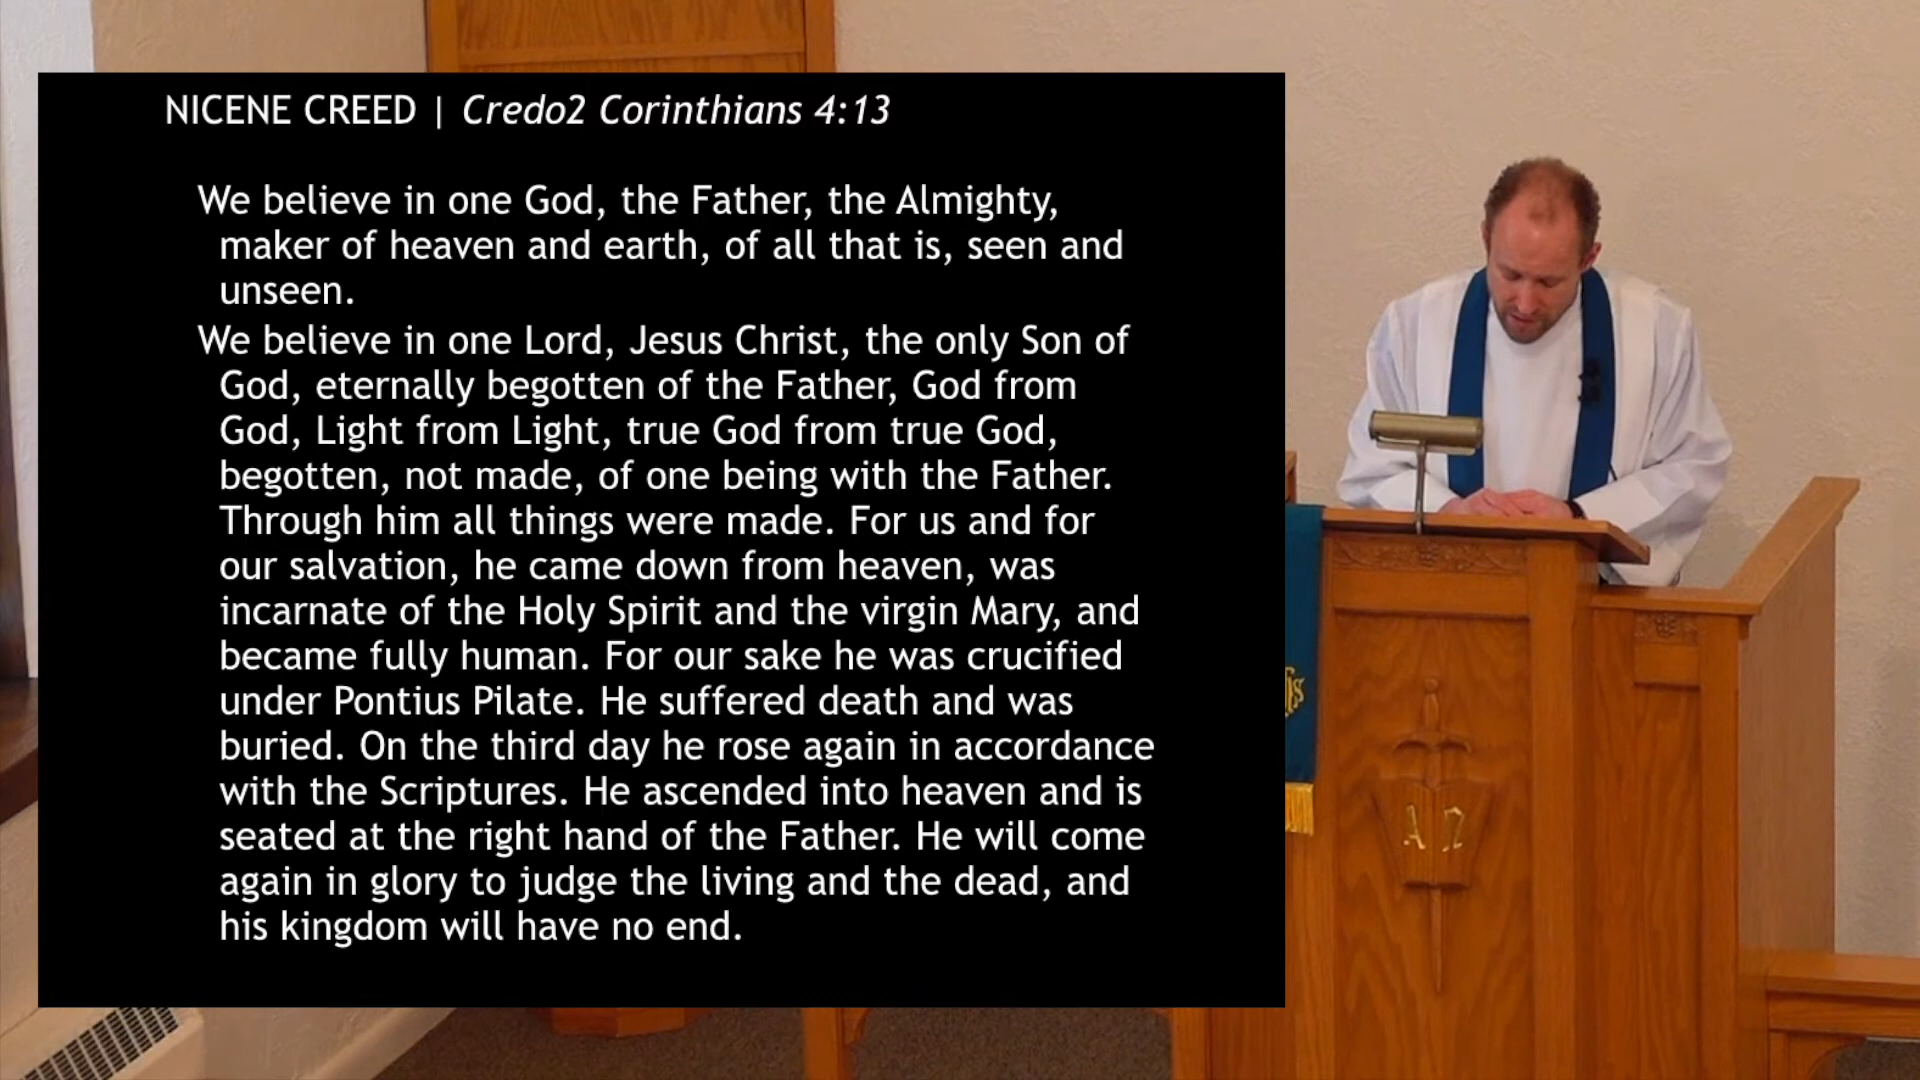 NICENE CREED | Credo2 Corinthians 4:13
We believe in one God, the Father, the Almighty,
maker of heaven and earth, of all that is, seen and
unseen.
We believe in one Lord, Jesus Christ, the only Son of
God, eternally begotten of the Father, God from
God, Light from Light, true God from true God,
begotten, not made, of one being with the Father.
Through him all things were made. For us and for
our salvation, he came down from heaven, was
incarnate of the Holy Spirit and the virgin Mary, and
became fully human. For our sake he was crucified
under Pontius Pilate. He suffered death and was
buried. On the third day he rose again in accordance
with the Scriptures. He ascended into heaven and is
seated at the right hand of the Father. He will come
again in glory to judge the living and the dead, and
his kingdom will have no end.
Α Ω